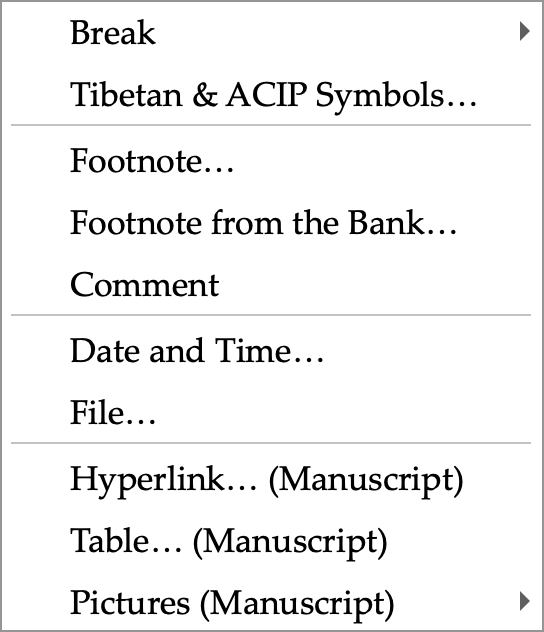 Break
Tibetan & ACIP Symbols…
Footnote…
Footnote from the Bank…
Comment
Date and Time…
File…
Hyperlink… (Manuscript)
Table… (Manuscript)
Pictures (Manuscript)